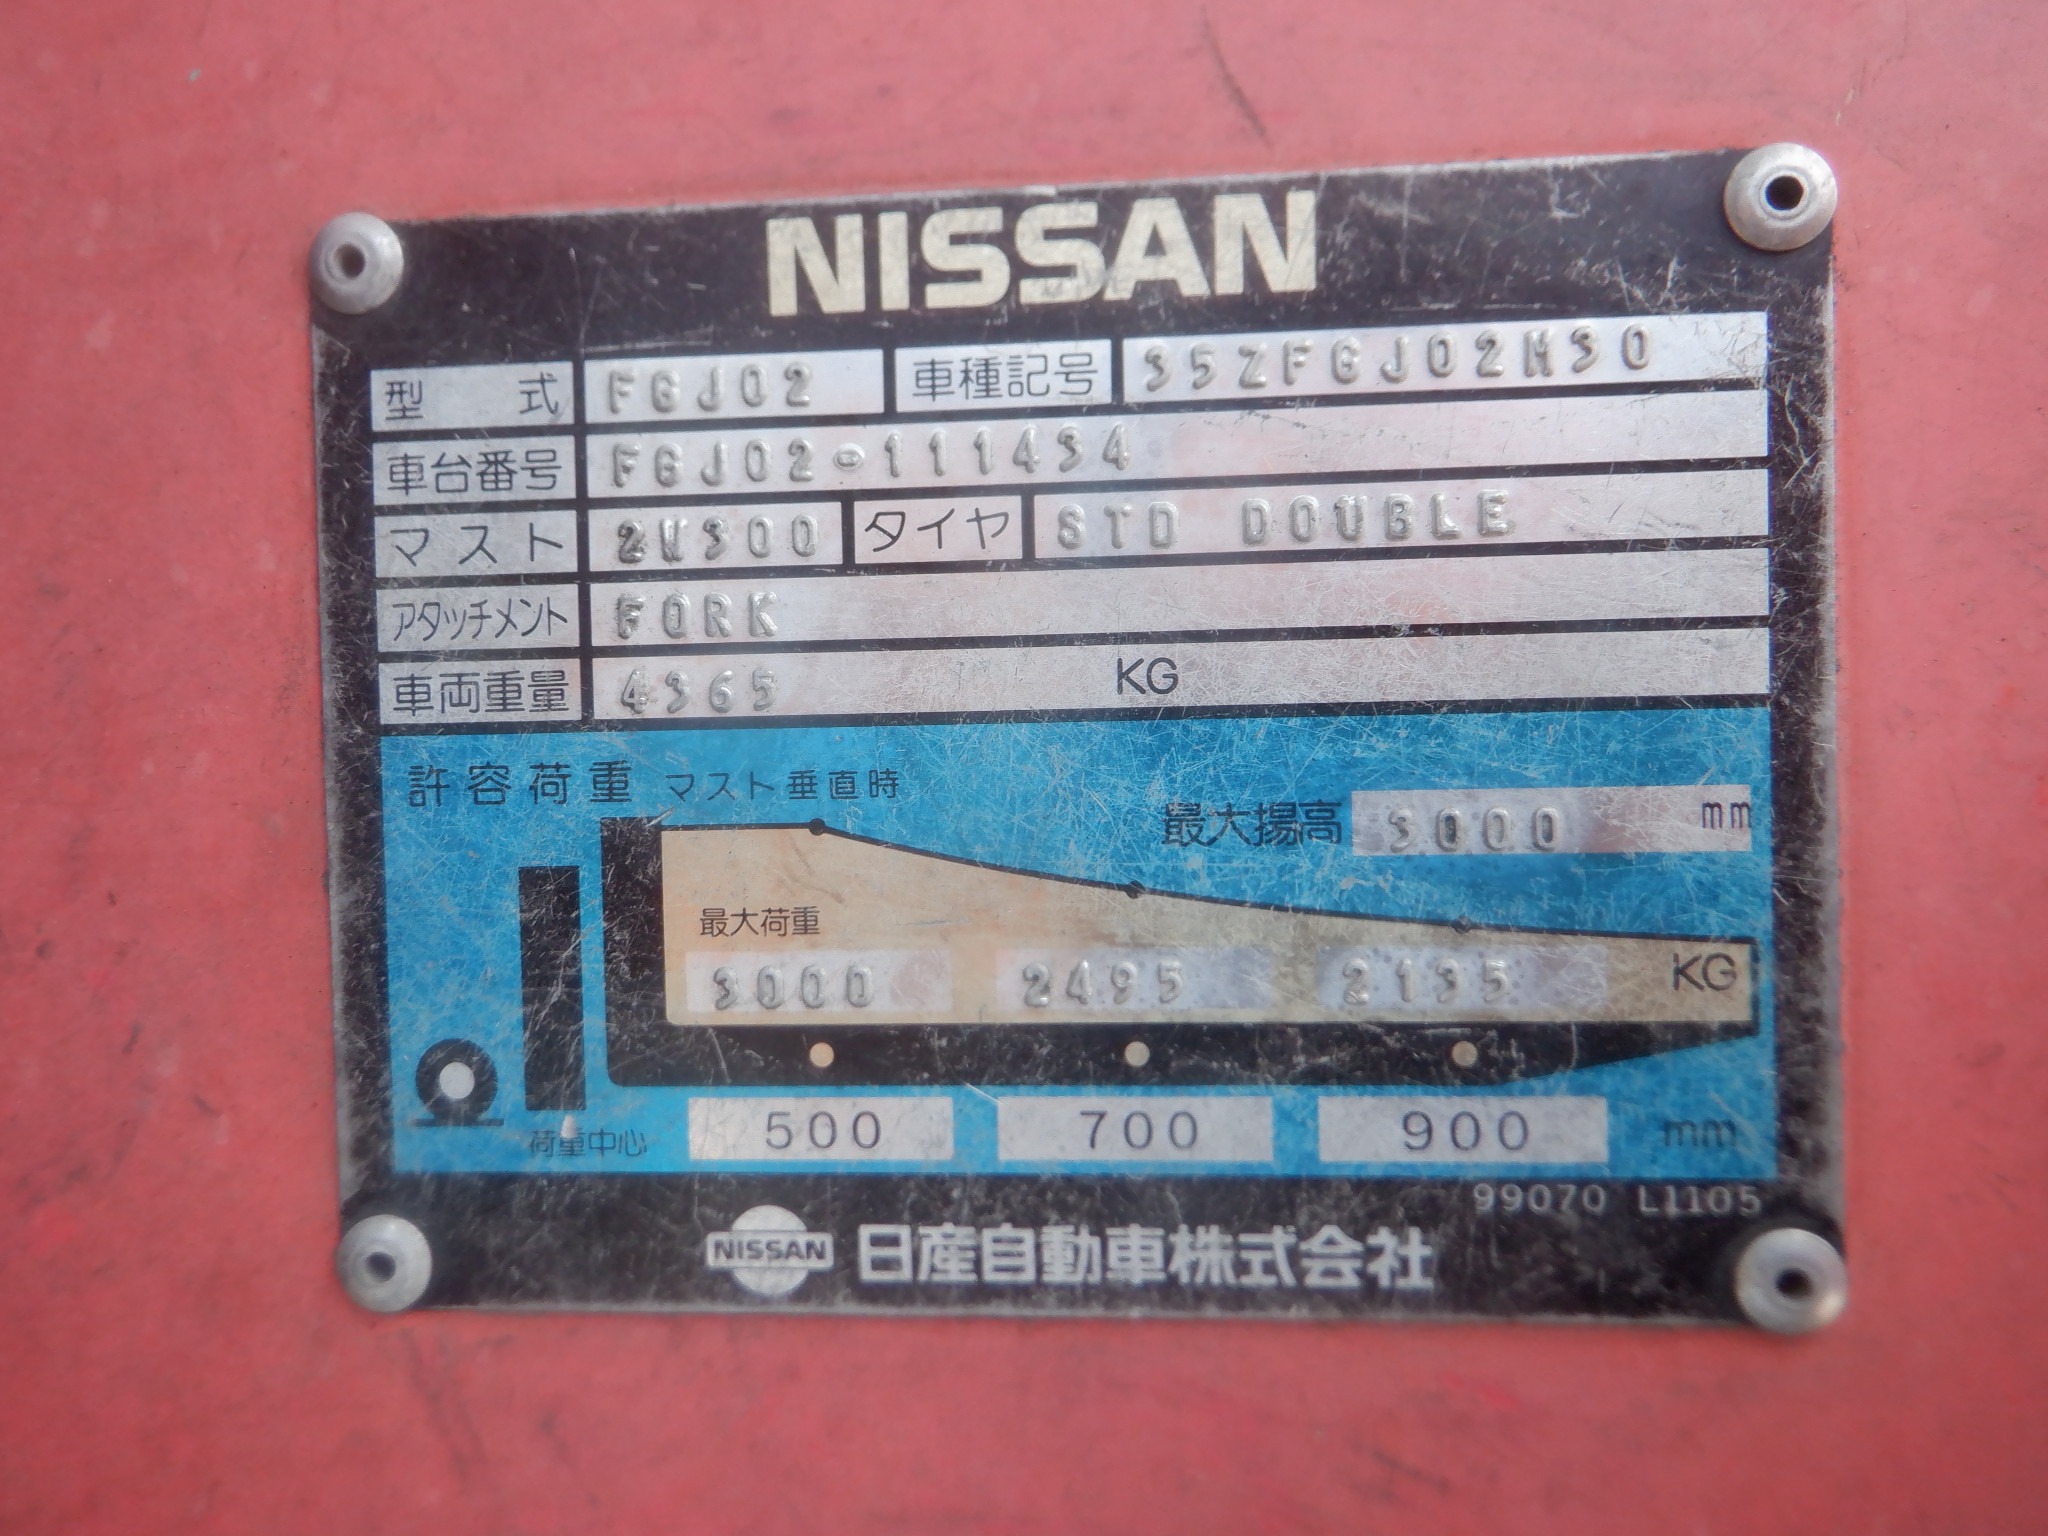 NISSAN
型式 FGJ02 車種記号 35ZFGJ02M30
車台番号 FGJ02-111434
マスト 2W300 タイヤ STD DOUBLE
アタッチメント FORK
車両重量 4365 KG
許容荷重 マスト垂直時
最大揚高 3000 mm
最大荷重
3000 2495 2135 KG
荷重中心 500 700 900 mm
99070 L1105
NISSAN 日産自動車株式会社